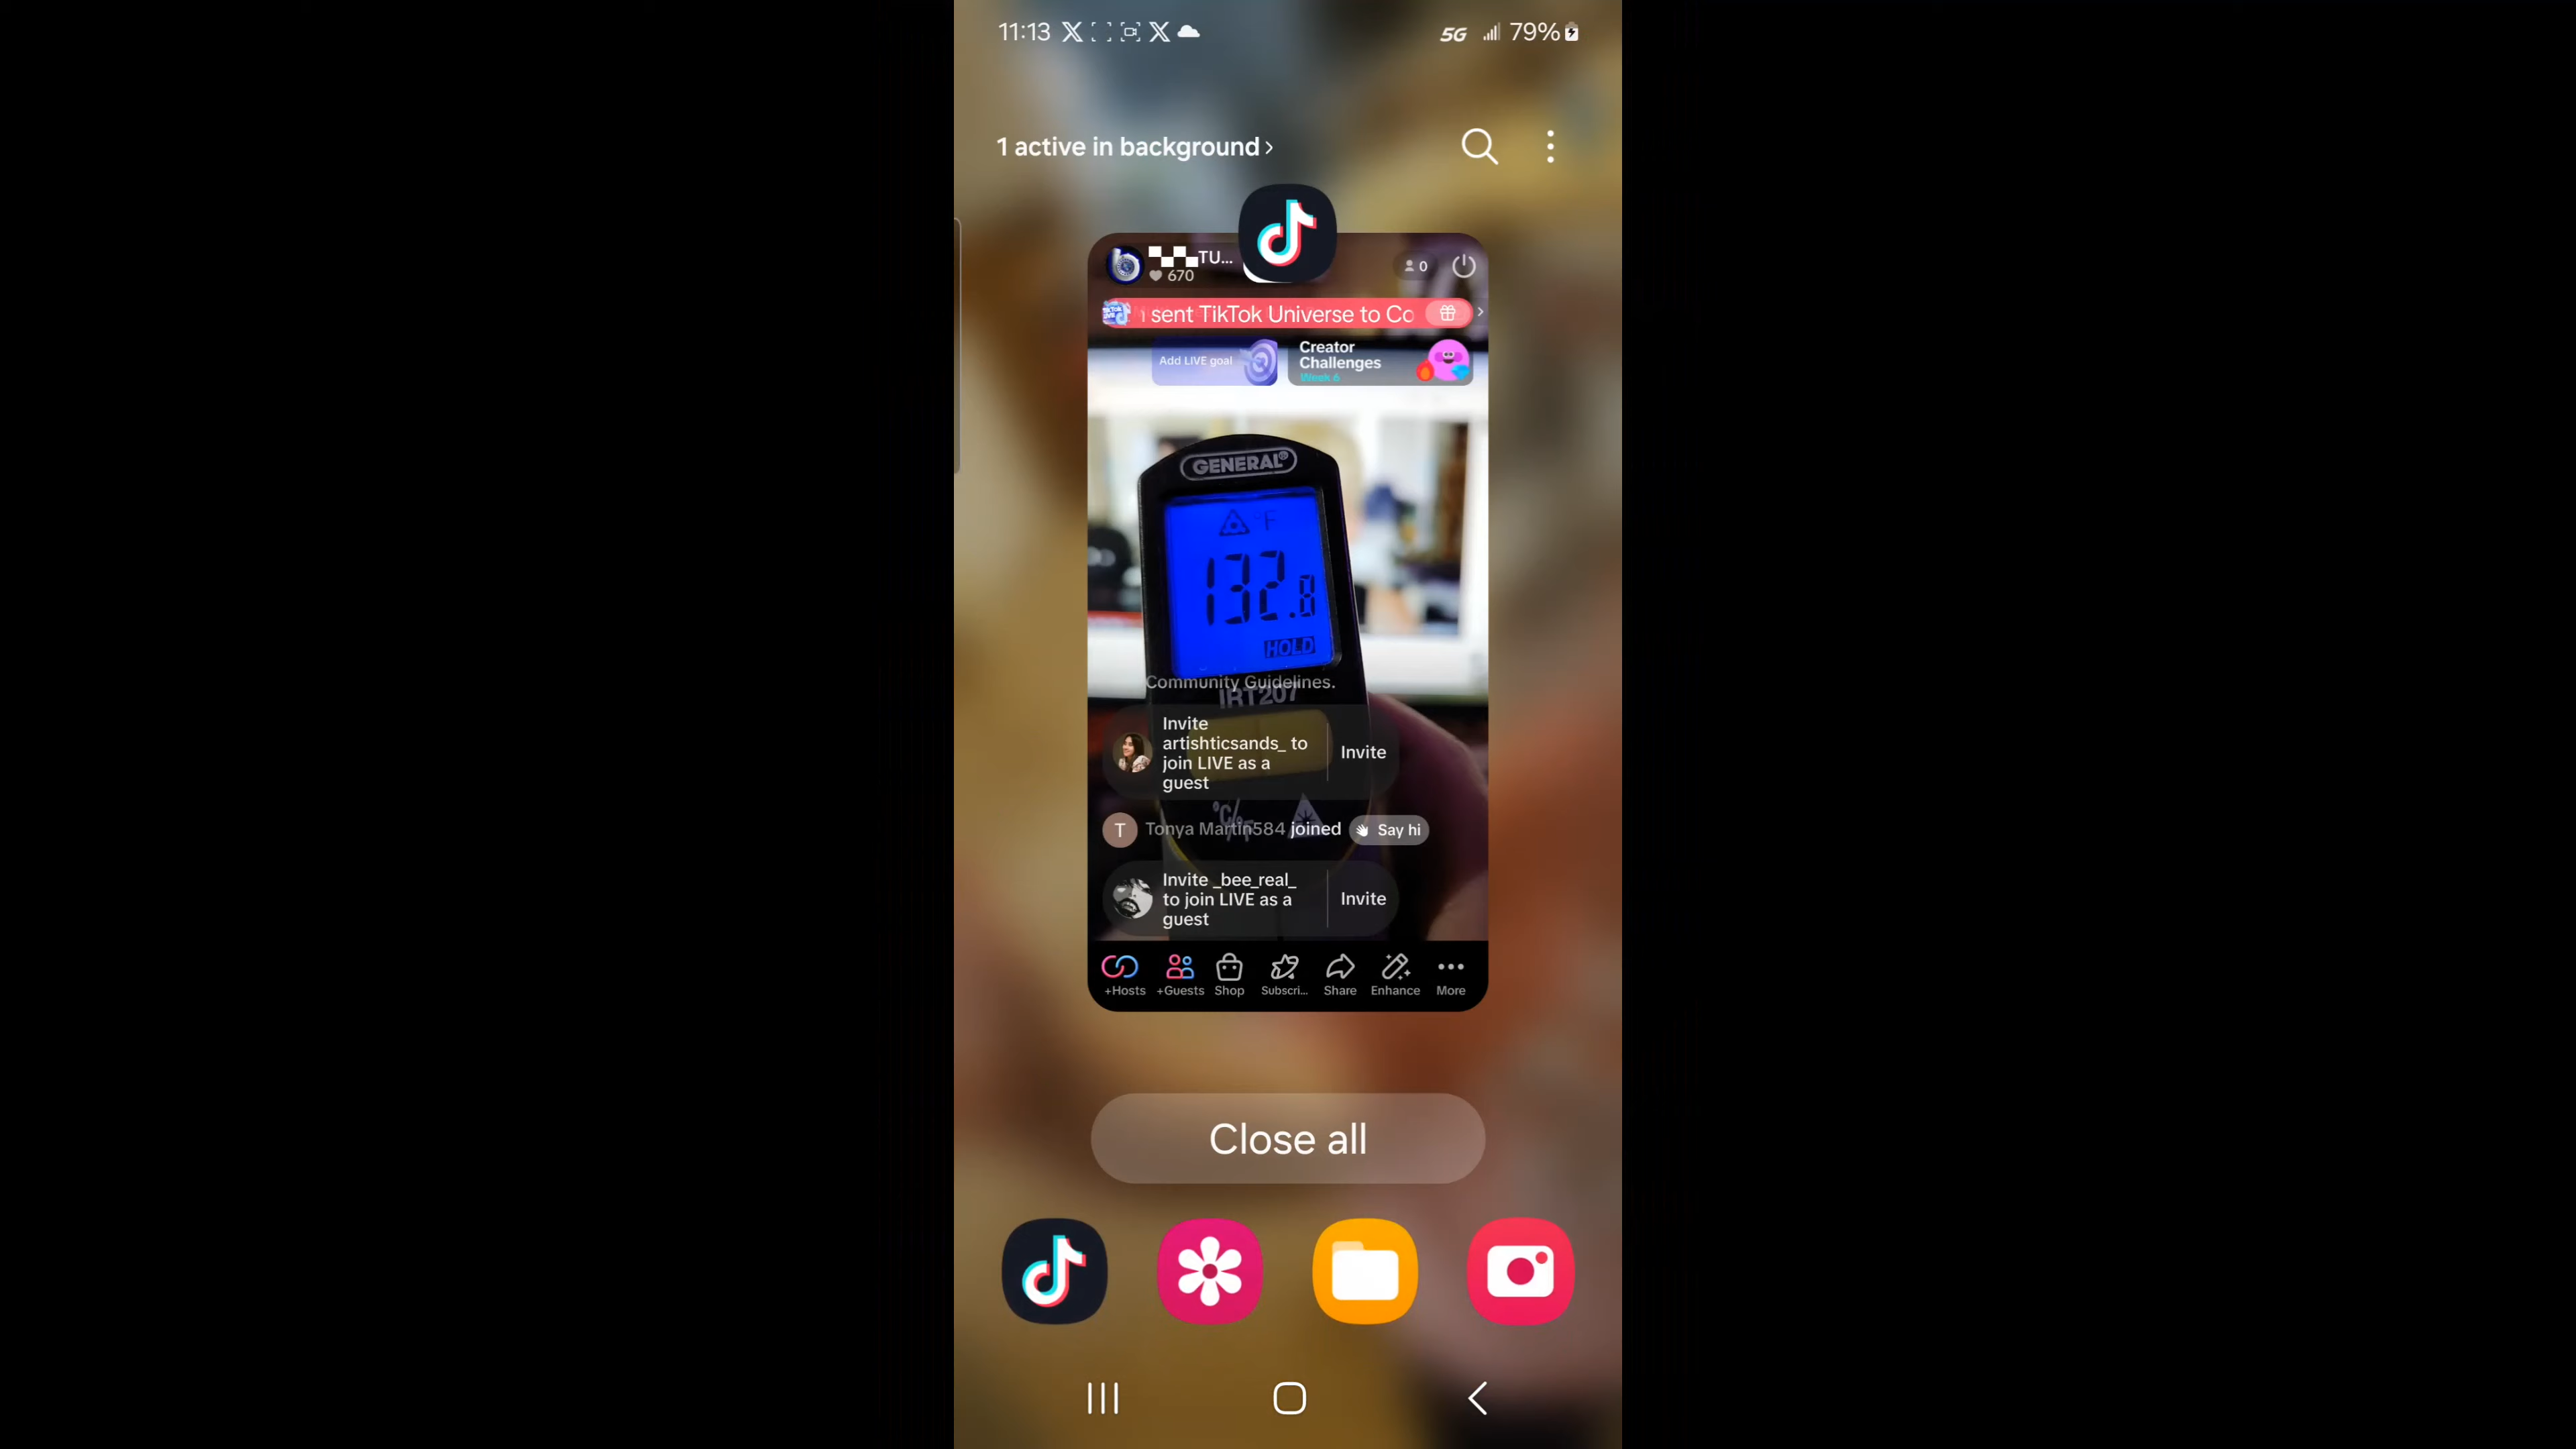 11:13
5G 79%
1 active in background
TU...
670
0
sent TikTok Universe to Co
Add LIVE goal
Creator
Challenges
Week 6
GENERAL®
°F
132.8
HOLD
Community Guidelines.
IRT207
Invite
artishticsands_ to
join LIVE as a
guest
Invite
°C/°F
T
Tonya Martin584 joined
Say hi
Invite _bee_real_
to join LIVE as a
guest
Invite
+Hosts
+Guests
Shop
Subscri...
Share
Enhance
More
Close all